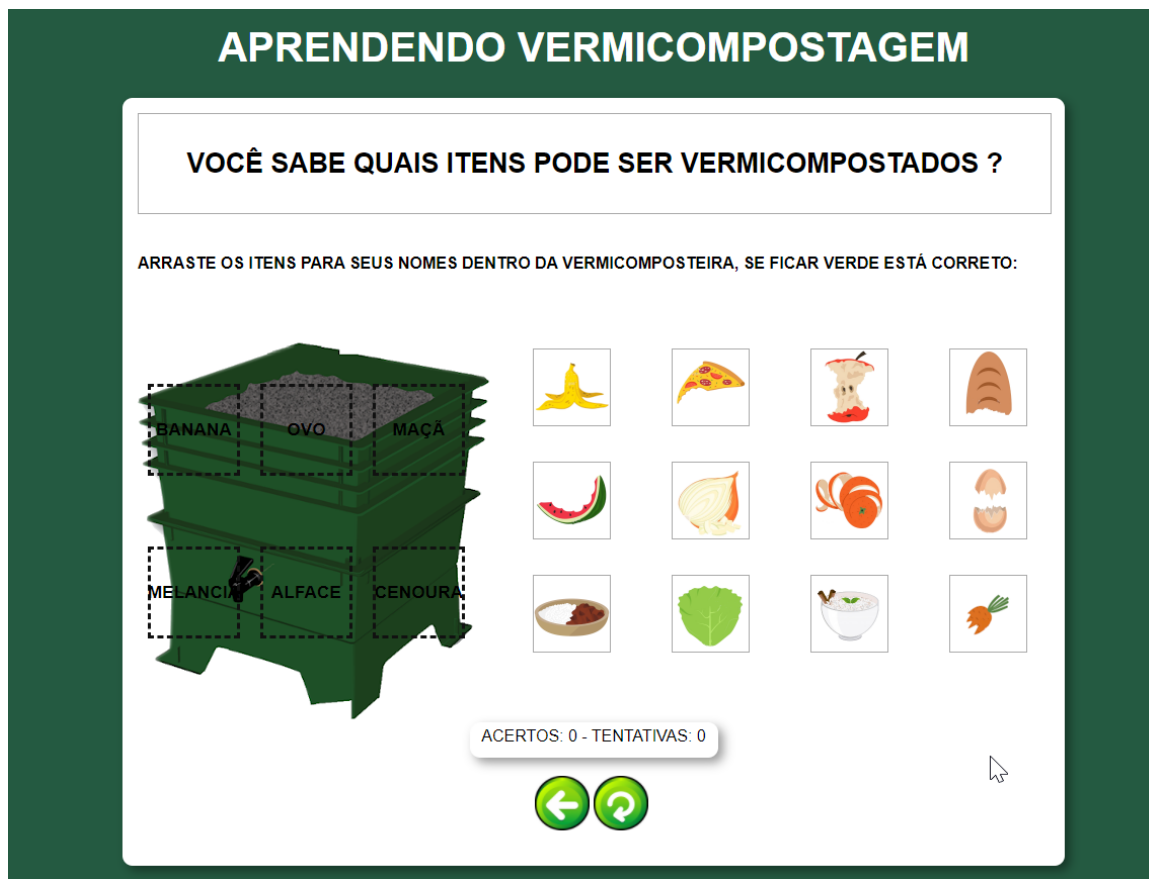 APRENDENDO VERMICOMPOSTAGEM
VOCÊ SABE QUAIS ITENS PODE SER VERMICOMPOSTADOS ?
ARRASTE OS ITENS PARA SEUS NOMES DENTRO DA VERMICOMPOSTEIRA, SE FICAR VERDE ESTÁ CORRETO:
BANANA OVO MAÇÃ
MELANCIA ALFACE CENOURA
ACERTOS: 0 - TENTATIVAS: 0